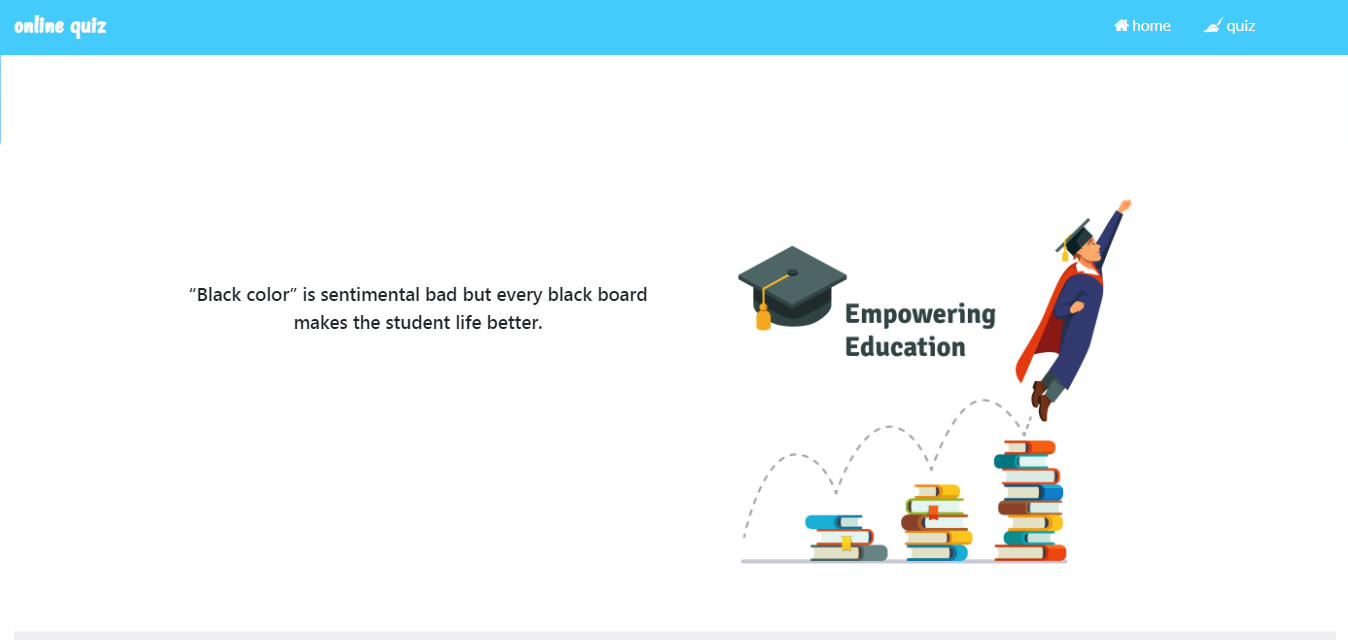 online quiz
home quiz
“Black color” is sentimental bad but every black board
makes the student life better.
Empowering
Education